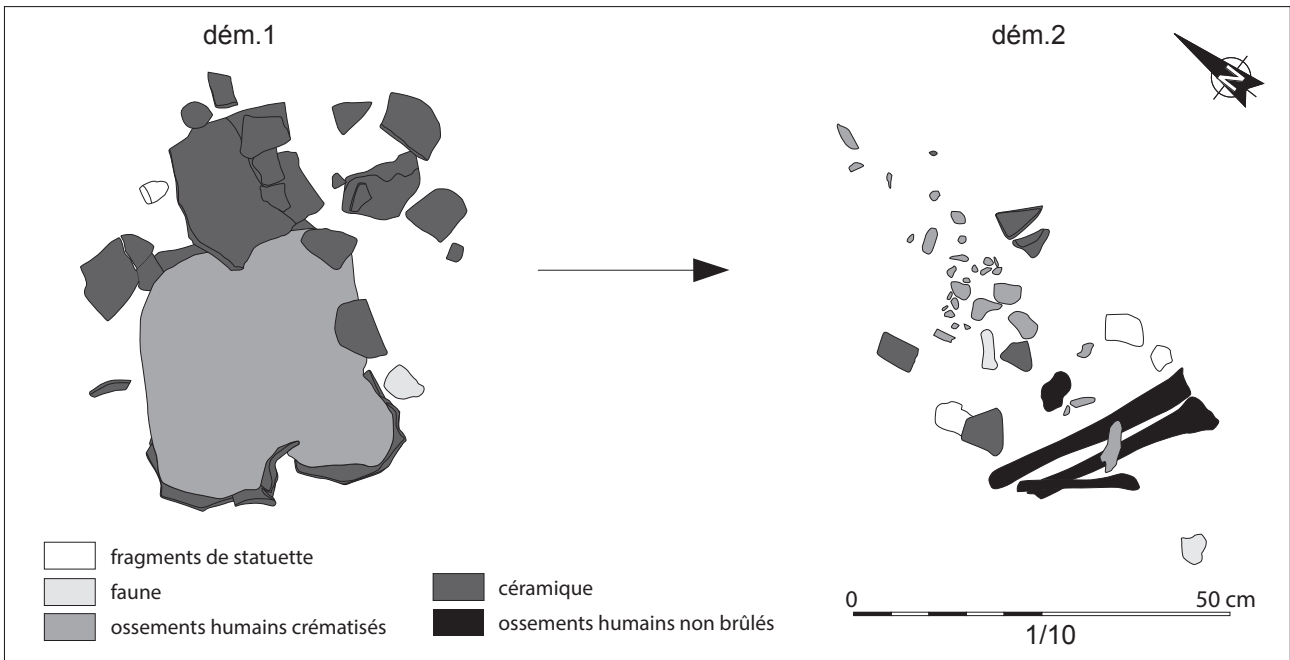 dém.1
dém.2
N
fragments de statuette
faune
ossements humains crématisés
céramique
ossements humains non brûlés
0 50 cm
1/10